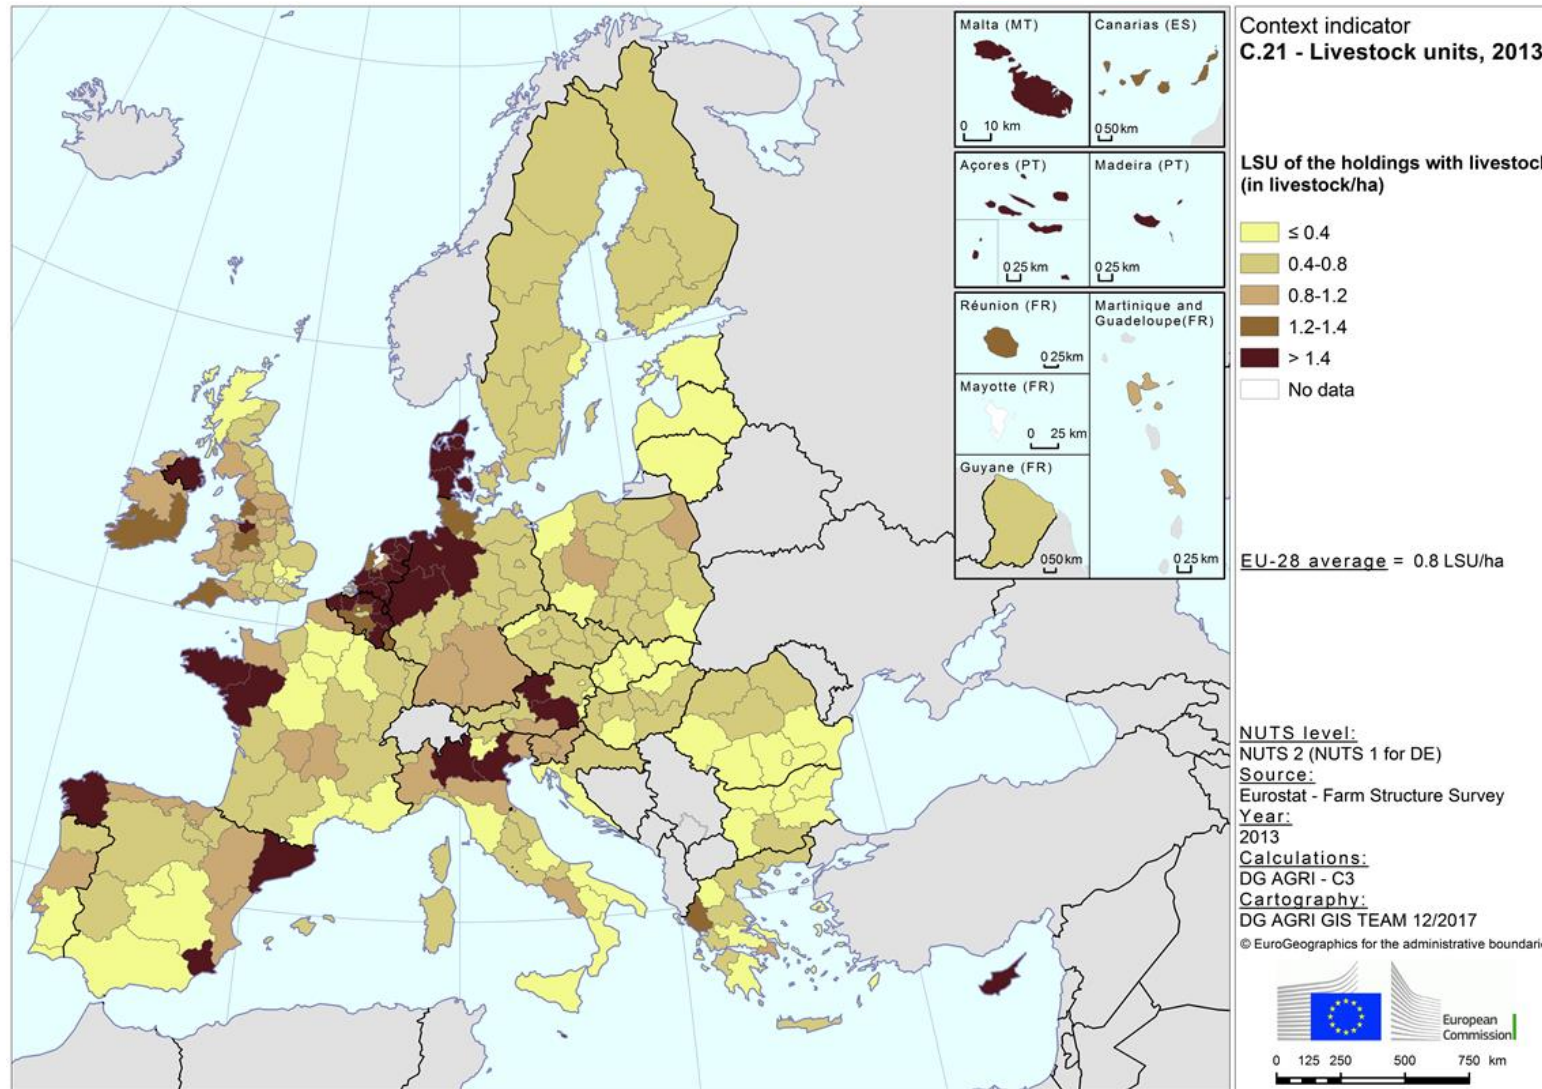 Malta (MT)
0 10 km
Canarias (ES)
0 50 km
Açores (PT)
0 25 km
Madeira (PT)
0 25 km
Réunion (FR)
0 25km
Martinique and
Guadeloupe(FR)
0 25 km
Mayotte (FR)
0 25 km
Guyane (FR)
0 50 km
Context indicator
C.21 - Livestock units, 2013
LSU of the holdings with livestock
(in livestock/ha)
≤ 0.4
0.4-0.8
0.8-1.2
1.2-1.4
> 1.4
No data
EU-28 average = 0.8 LSU/ha
NUTS level:
NUTS 2 (NUTS 1 for DE)
Source:
Eurostat - Farm Structure Survey
Year:
2013
Calculations:
DG AGRI - C3
Cartography:
DG AGRI GIS TEAM 12/2017
© EuroGeographics for the administrative boundarie
European
Commission
0 125 250 500 750 km